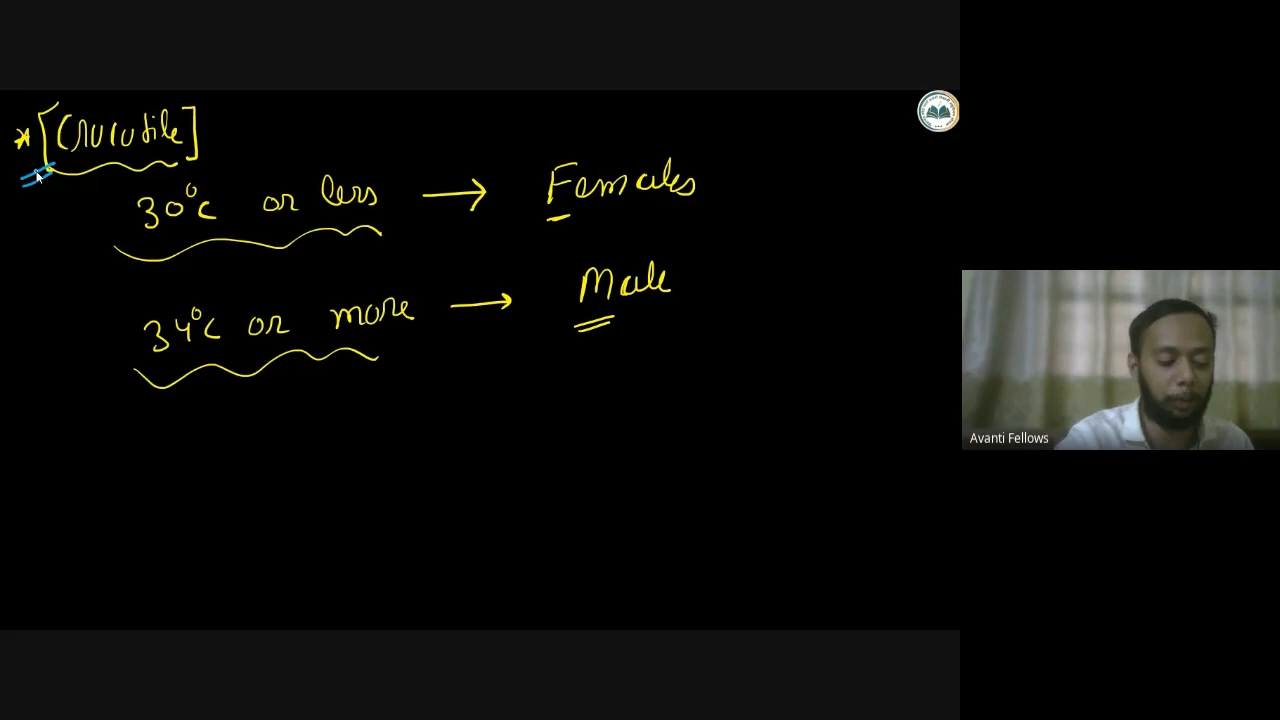 * [Crocodile]
30°C or less → Females
34°C or more → Male
Avanti Fellows